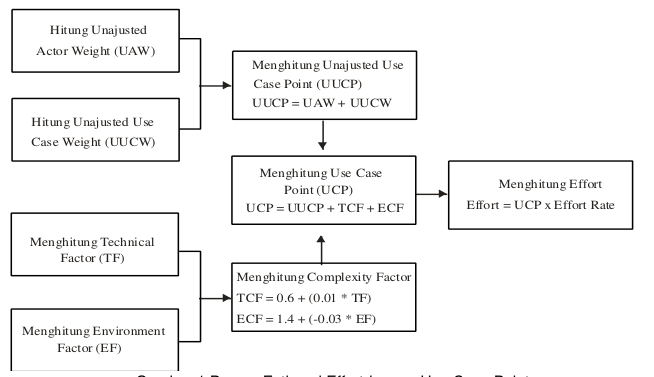 Hitung Unajusted
Actor Weight (UAW)
Hitung Unajusted Use
Case Weight (UUCW)
Menghitung Unajusted Use
Case Point (UUCP)
UUCP = UAW + UUCW
Menghitung Use Case
Point (UCP)
UCP = UUCP + TCF + ECF
Menghitung Effort
Effort = UCP x Effort Rate
Menghitung Technical
Factor (TF)
Menghitung Environment
Factor (EF)
Menghitung Complexity Factor
TCF = 0.6 + (0.01 * TF)
ECF = 1.4 + (-0.03 * EF)